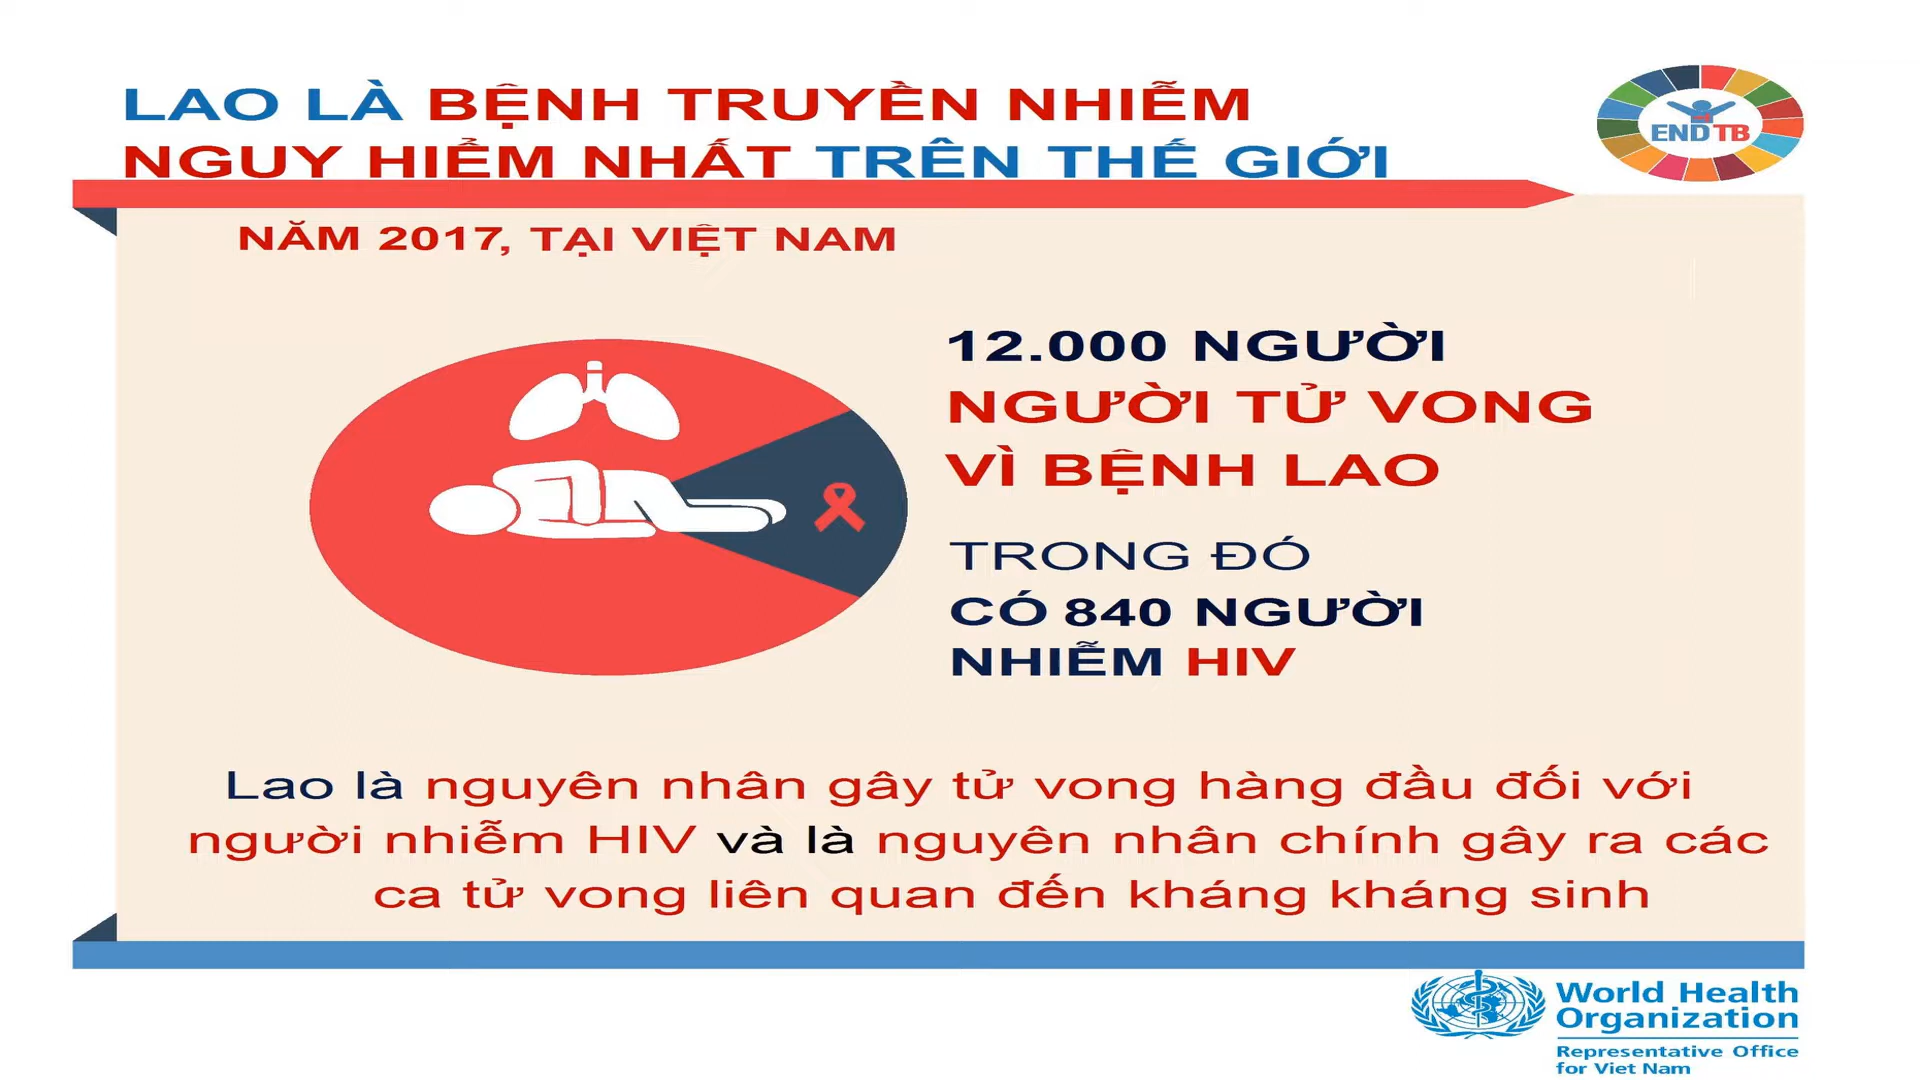 LAO LÀ BỆNH TRUYỀN NHIỄM
NGUY HIỂM NHẤT TRÊN THẾ GIỚI
END TB
NĂM 2017, TẠI VIỆT NAM
12.000 NGƯỜI
NGƯỜI TỬ VONG
VÌ BỆNH LAO
TRONG ĐÓ
CÓ 840 NGƯỜI
NHIỄM HIV
Lao là nguyên nhân gây tử vong hàng đầu đối với
người nhiễm HIV và là nguyên nhân chính gây ra các
ca tử vong liên quan đến kháng kháng sinh
World Health
Organization
Representative Office
for Viet Nam